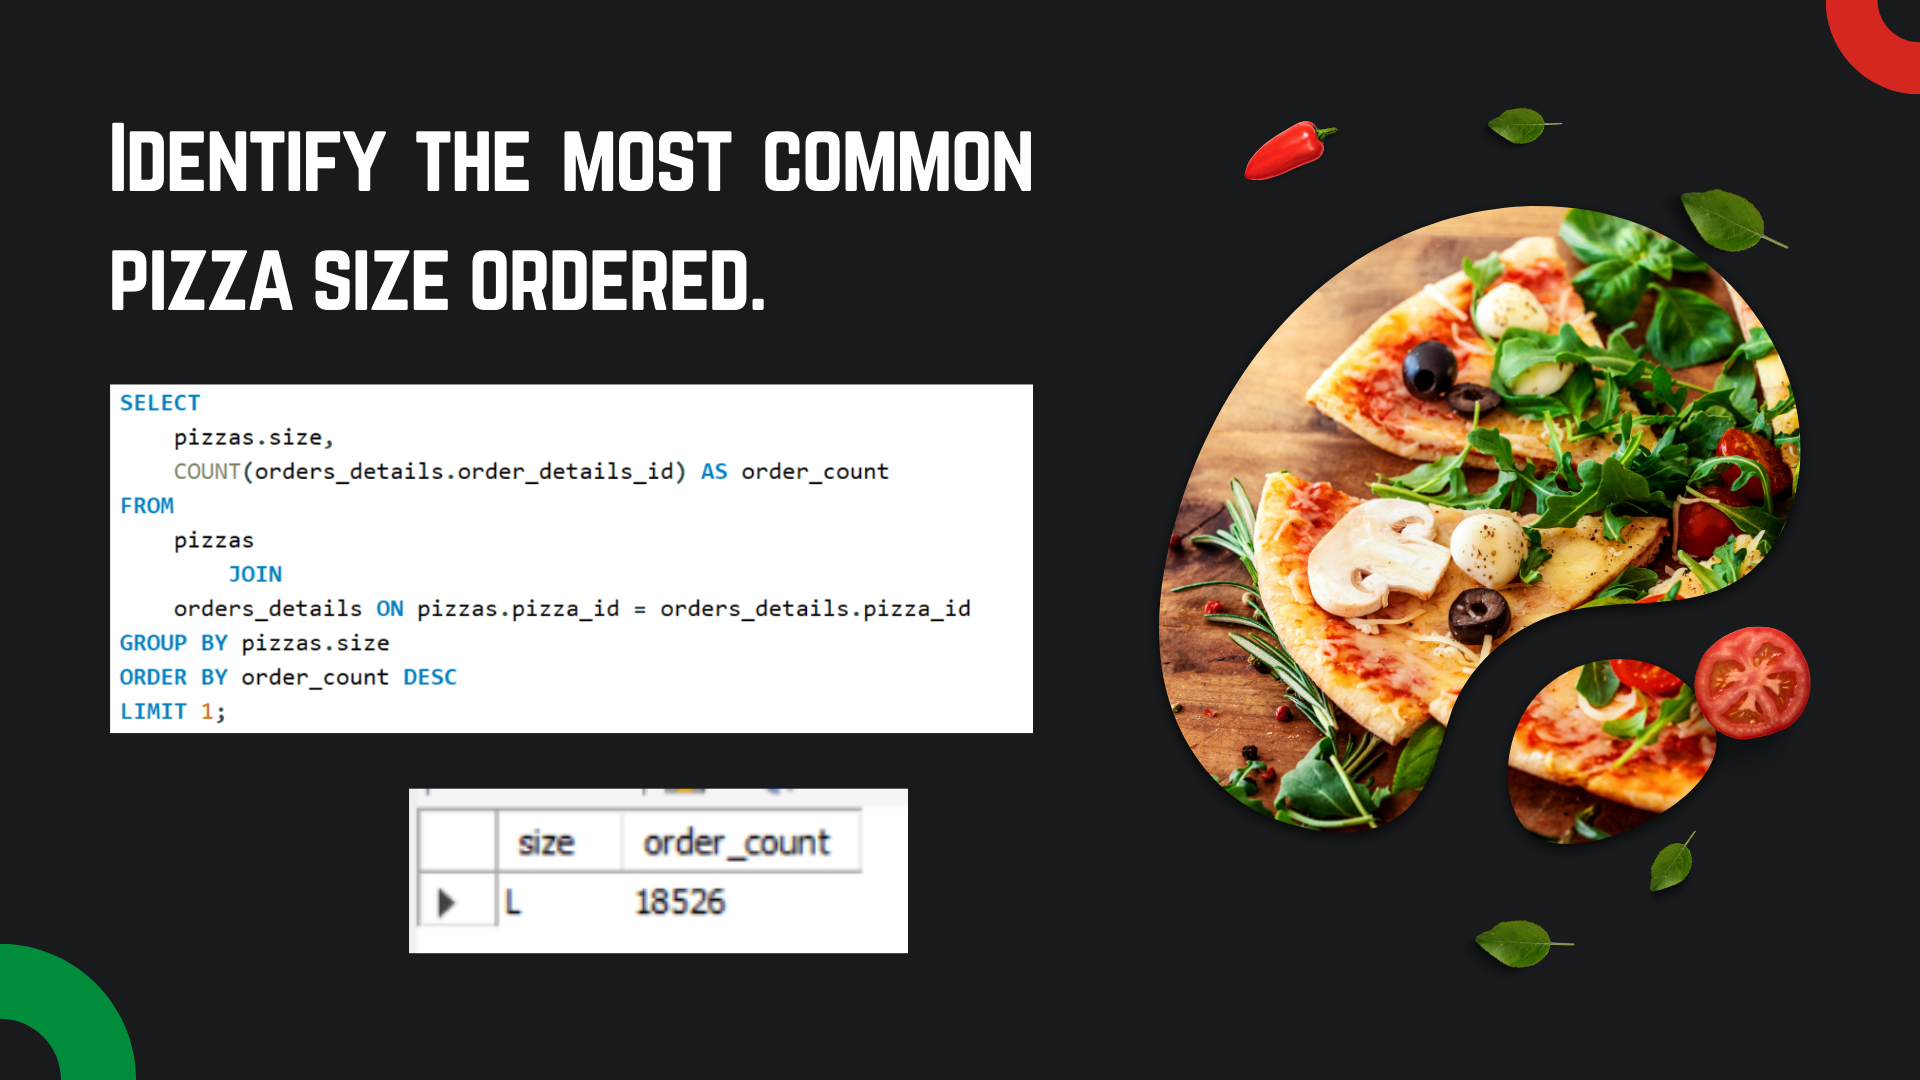 Identify the most common
pizza size ordered.
SELECT
    pizzas.size,
    COUNT(orders_details.order_details_id) AS order_count
FROM
    pizzas
        JOIN
    orders_details ON pizzas.pizza_id = orders_details.pizza_id
GROUP BY pizzas.size
ORDER BY order_count DESC
LIMIT 1;
size order_count
L 18526